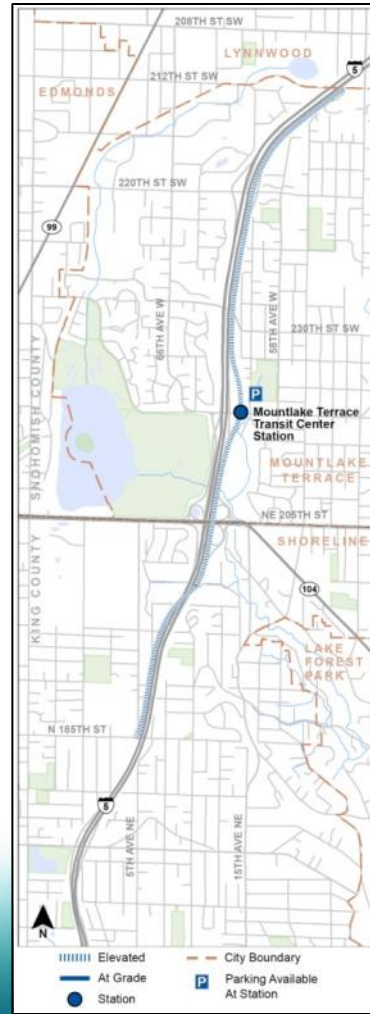 208TH ST SW
LYNNWOOD
5
212TH ST SW
EDMONDS
220TH ST SW
99
66TH AVE W
58TH AVE W
230TH ST SW
SNOHOMISH COUNTY
P
Mountlake Terrace
Transit Center
Station
MOUNTLAKE
TERRACE
NE 205TH ST
SHORELINE
KING COUNTY
104
LAKE
FOREST
PARK
N 185TH ST
5
5TH AVE NE
15TH AVE NE
N
Elevated
City Boundary
At Grade
P
Parking Available
At Station
Station